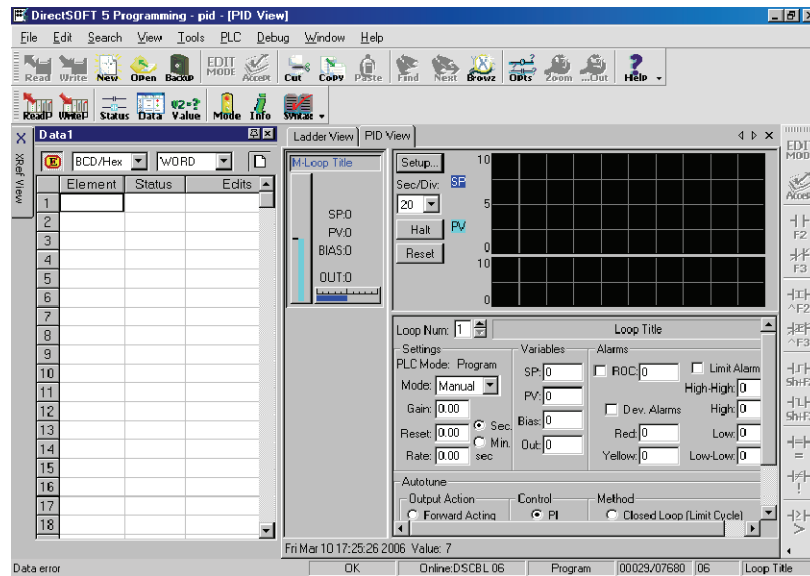 DirectSOFT 5 Programming - pid - [PID View]
File Edit Search View Tools PLC Debug Window Help
Read Write New Open Backup EDIT MODE Accept Cut Copy Paste Find Next Browz Opts Zoom ...Out Help
ReadP WriteP Status Data Value Mode Info Syntax
XRef View
Data1
BCD/Hex WORD
Element Status Edits
1
2
3
4
5
6
7
8
9
10
11
12
13
14
15
16
17
18
Ladder View PID View
M-Loop Title
SP:0
PV:0
BIAS:0
OUT:0
Setup...
Sec/Div:
20
Halt
Reset
SP
PV
10
5
0
10
0
Loop Num: 1 Loop Title
Settings
PLC Mode: Program
Mode: Manual
Gain: 0.00
Reset: 0.00 Sec.
Min.
Rate: 0.00 sec
Variables
SP: 0
PV: 0
Bias: 0
Out: 0
Alarms
ROC: 0 Limit Alarm
High-High: 0
Dev. Alarms High: 0
Red: 0 Low: 0
Yellow: 0 Low-Low: 0
Autotune
Output Action Control Method
Forward Acting PI Closed Loop (Limit Cycle)
EDIT
MOD
Accep
F2
F3
^F2
^F3
Sh+F
Sh+F
Fri Mar 10 17:25:26 2006 Value: 7
Data error OK Online:DSCBL 06 Program 00029/07680 06 Loop Title